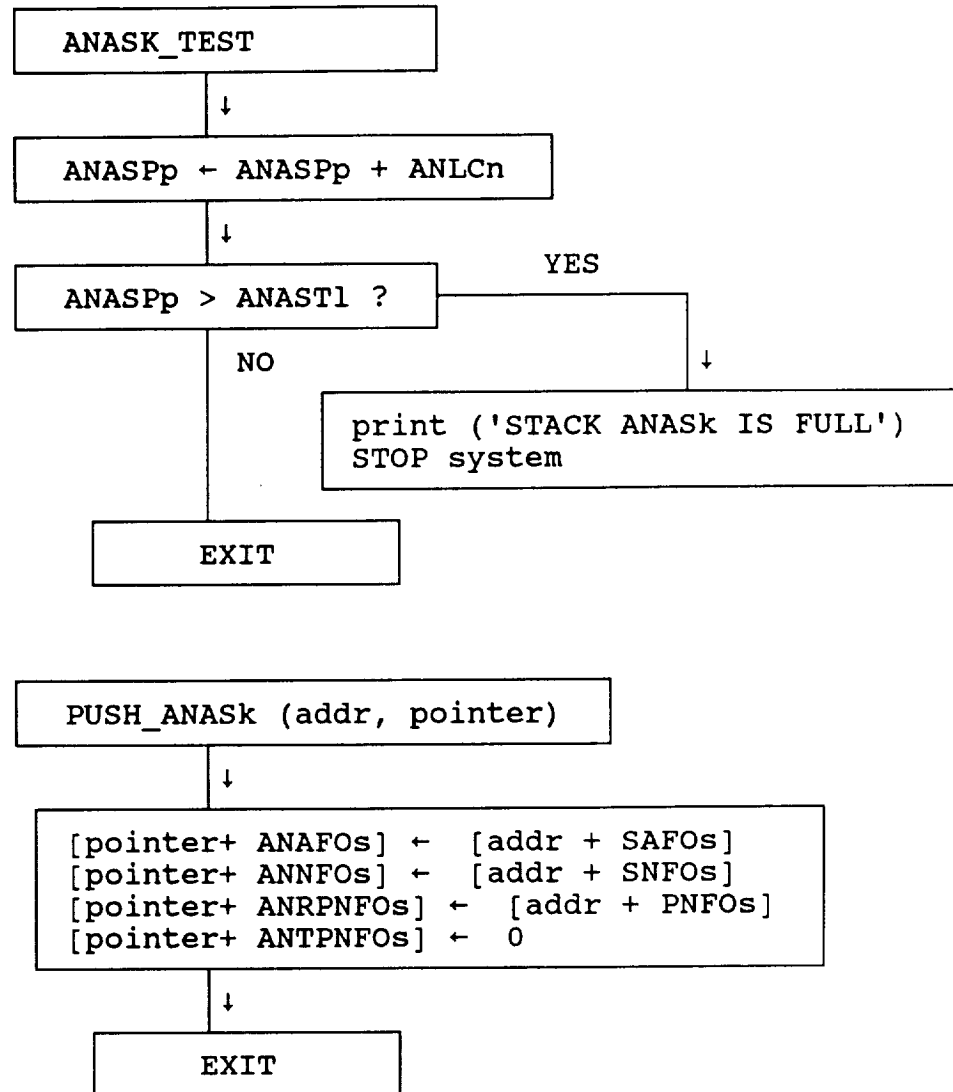 ANASK_TEST
↓
ANASPp ← ANASPp + ANLCn
↓
YES
ANASPp > ANASTl ?
NO
↓
print ('STACK ANASk IS FULL')
STOP system
EXIT
PUSH_ANASk (addr, pointer)
↓
[pointer+ ANAFOs] ← [addr + SAFOs]
[pointer+ ANNFOs] ← [addr + SNFOs]
[pointer+ ANRPNFOs] ← [addr + PNFOs]
[pointer+ ANTPNFOs] ← 0
↓
EXIT